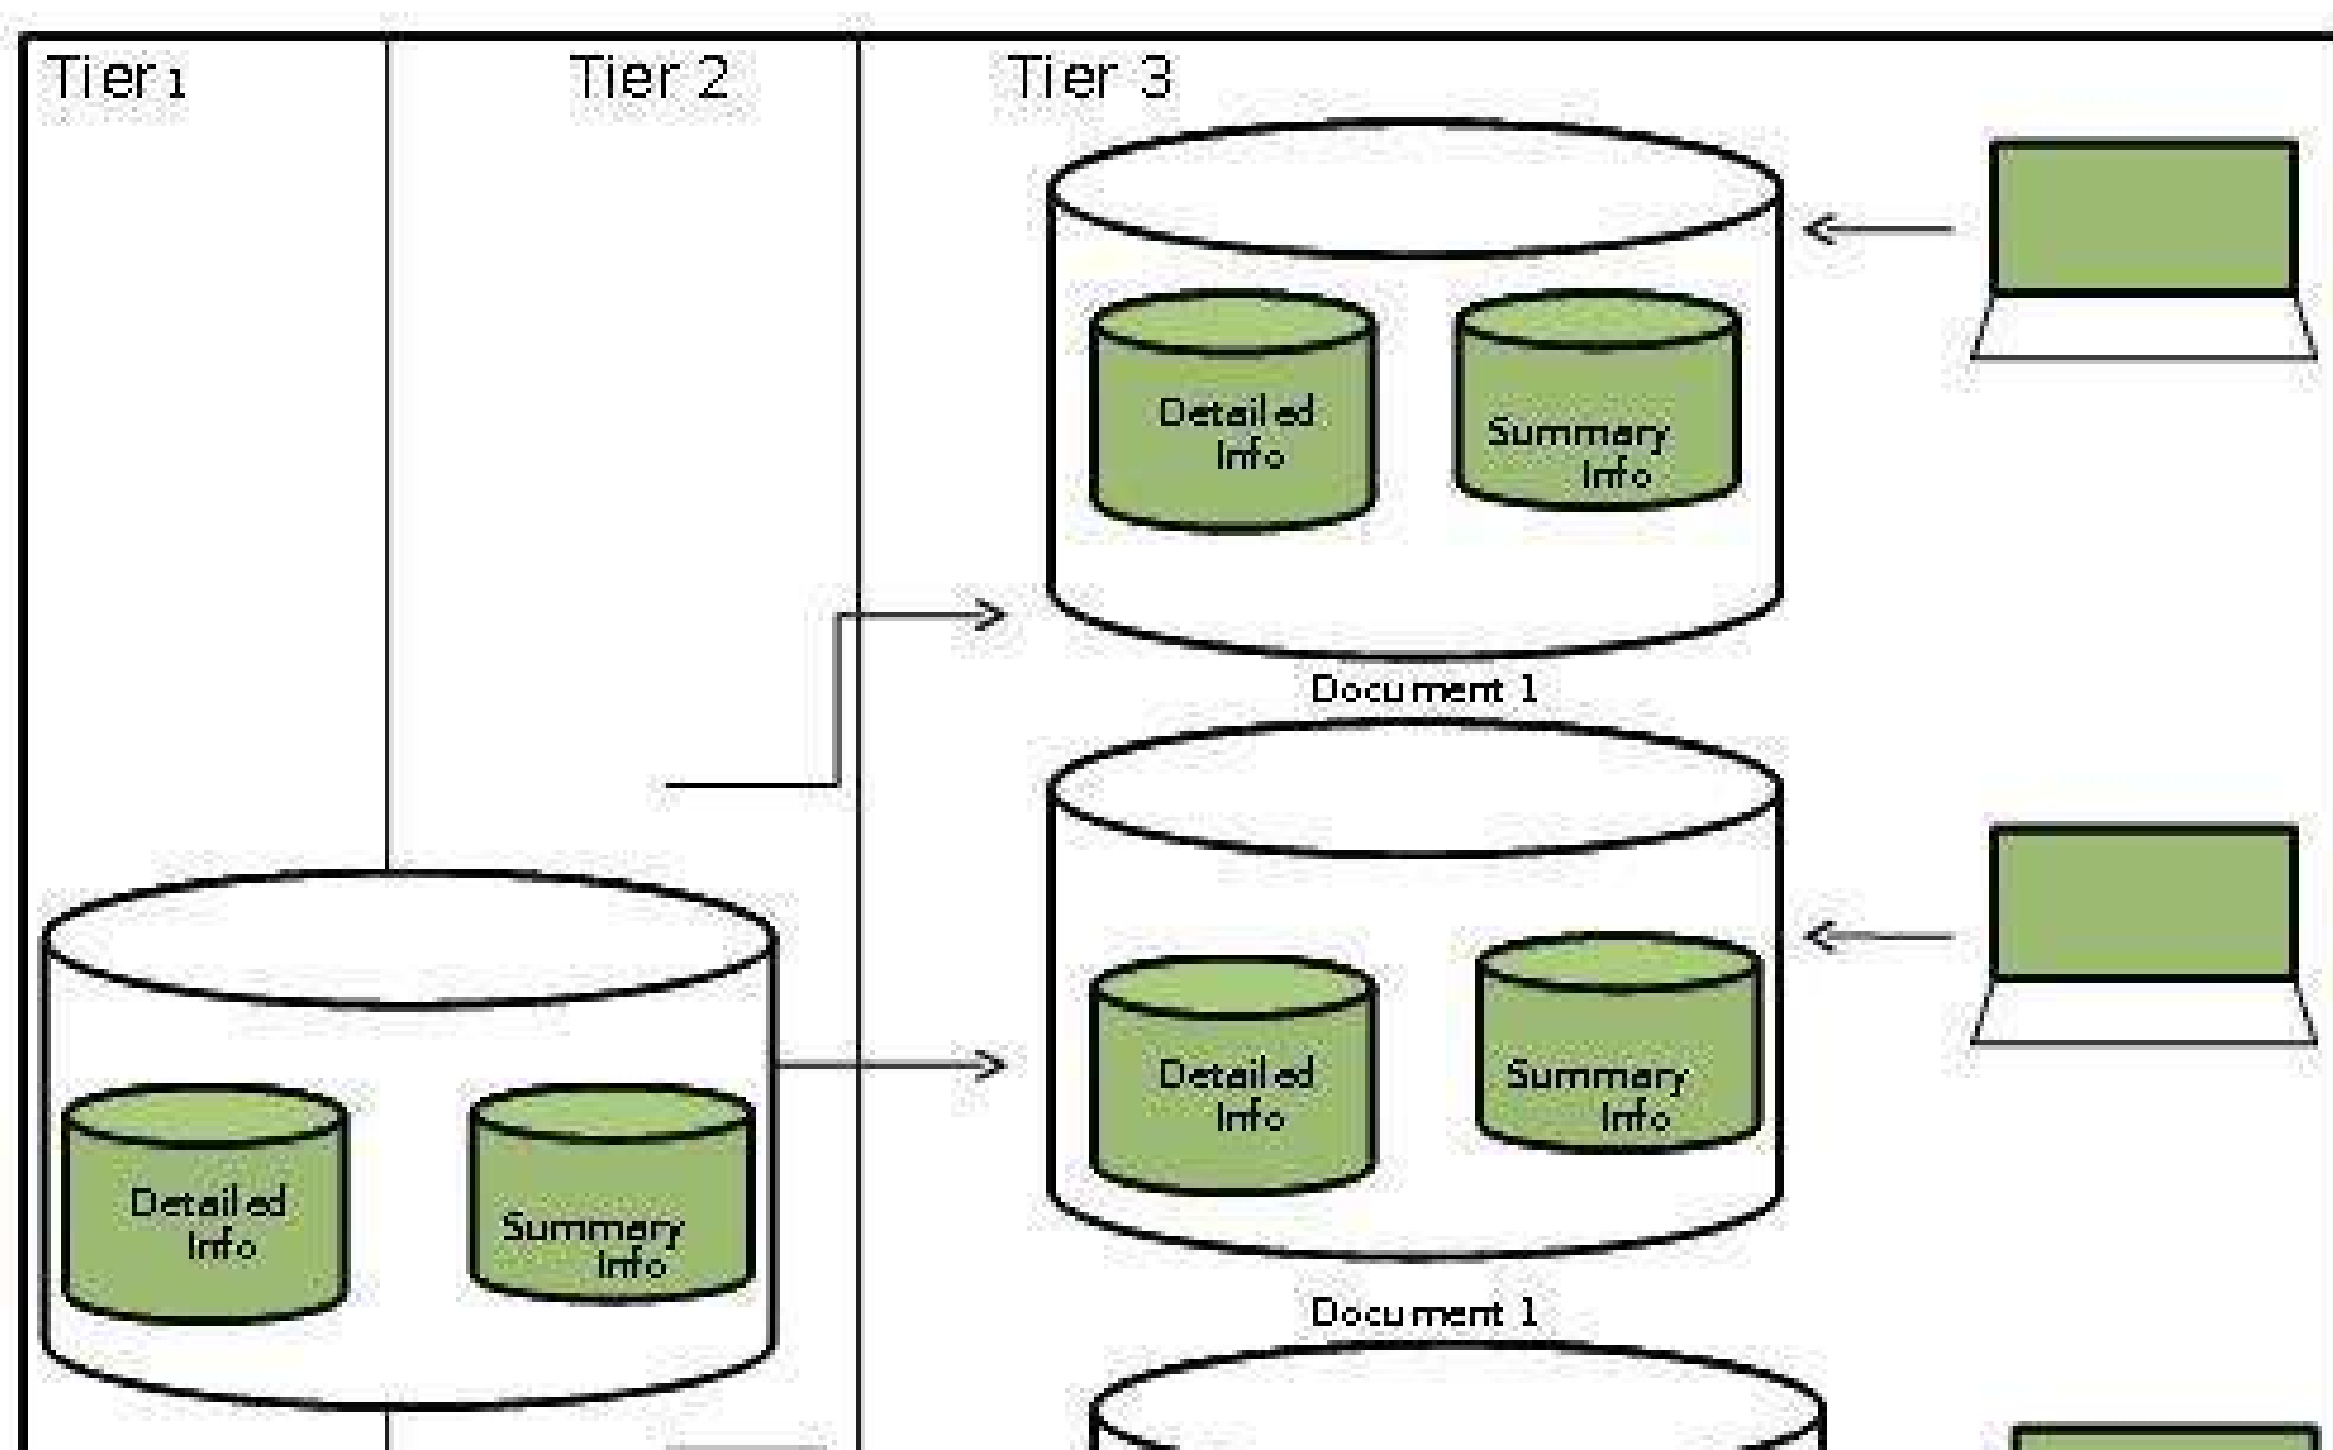 Tier 1
Tier 2
Tier 3
Detailed
Info
Summary
Info
Document 1
Detailed
Info
Summary
Info
Document 1
Detailed
Info
Summary
Info